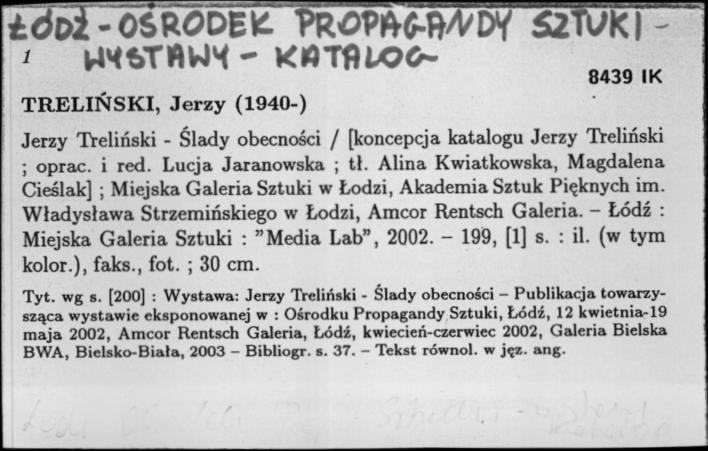 ŁÓDŹ - OŚRODEK PROPAGANDY SZTUKI -
1 WYSTAWY - KATALOG
8439 IK
TRELIŃSKI, Jerzy (1940-)
Jerzy Treliński - Ślady obecności / [koncepcja katalogu Jerzy Treliński
; oprac. i red. Lucja Jaranowska ; tł. Alina Kwiatkowska, Magdalena
Cieślak] ; Miejska Galeria Sztuki w Łodzi, Akademia Sztuk Pięknych im.
Władysława Strzemińskiego w Łodzi, Amcor Rentsch Galeria. – Łódź :
Miejska Galeria Sztuki : ”Media Lab”, 2002. – 199, [1] s. : il. (w tym
kolor.), faks., fot. ; 30 cm.
Tyt. wg s. [200] : Wystawa: Jerzy Treliński - Ślady obecności – Publikacja towarzy-
sząca wystawie eksponowanej w : Ośrodku Propagandy Sztuki, Łódź, 12 kwietnia-19
maja 2002, Amcor Rentsch Galeria, Łódź, kwiecień-czerwiec 2002, Galeria Bielska
BWA, Bielsko-Biała, 2003 – Bibliogr. s. 37. – Tekst równol. w jęz. ang.